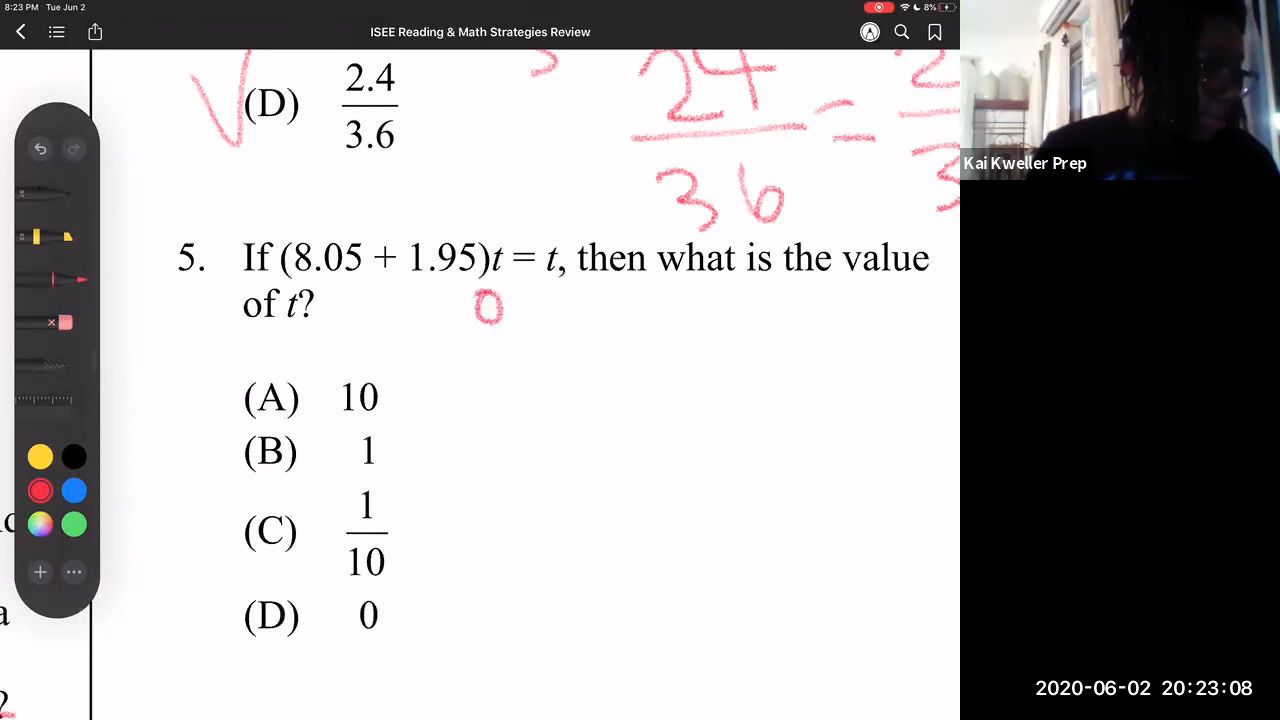 8:23 PM Tue Jun 2
8%
ISEE Reading & Math Strategies Review
(D) 2.4
3.6
24
36
=
5. If (8.05 + 1.95)t = t, then what is the value
of t?
0
(A) 10
(B) 1
(C) 1
10
(D) 0
Kai Kweller Prep
2020-06-02 20:23:08